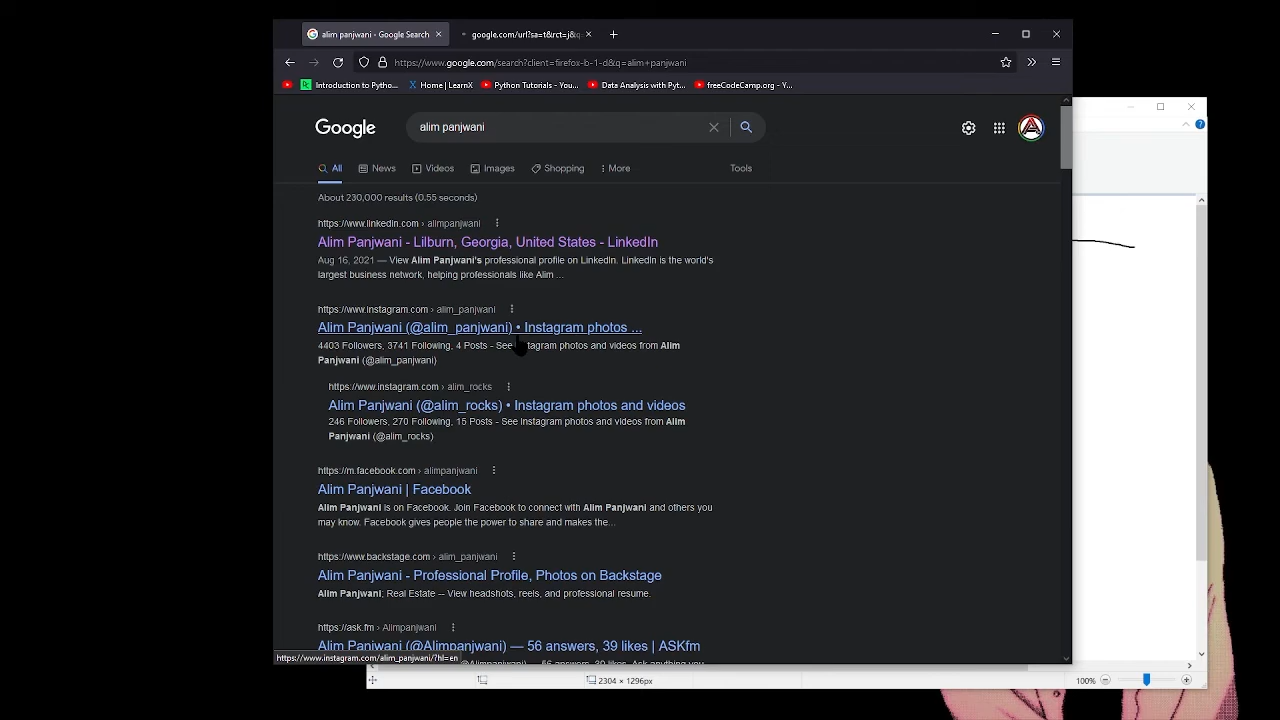 alim panjwani - Google Search
google.com/url?sa=t&rct=j&q=
https://www.google.com/search?client=firefox-b-1-d&q=alim+panjwani
Introduction to Pytho...
X Home | LearnX
Python Tutorials - You...
Data Analysis with Pyt...
freeCodeCamp.org - Y...
Google
alim panjwani
All
News
Videos
Images
Shopping
More
Tools
About 230,000 results (0.55 seconds)
https://www.linkedin.com › alimpanjwani
Alim Panjwani - Lilburn, Georgia, United States - LinkedIn
Aug 16, 2021 — View Alim Panjwani's professional profile on LinkedIn. LinkedIn is the world's
largest business network, helping professionals like Alim ...
https://www.instagram.com › alim_panjwani
Alim Panjwani (@alim_panjwani) • Instagram photos ...
4403 Followers, 3741 Following, 4 Posts - See Instagram photos and videos from Alim
Panjwani (@alim_panjwani)
https://www.instagram.com › alim_rocks
Alim Panjwani (@alim_rocks) • Instagram photos and videos
246 Followers, 270 Following, 15 Posts - See Instagram photos and videos from Alim
Panjwani (@alim_rocks)
https://m.facebook.com › alimpanjwani
Alim Panjwani | Facebook
Alim Panjwani is on Facebook. Join Facebook to connect with Alim Panjwani and others you
may know. Facebook gives people the power to share and makes the...
https://www.backstage.com › alim_panjwani
Alim Panjwani - Professional Profile, Photos on Backstage
Alim Panjwani, Real Estate -- View headshots, reels, and professional resume.
https://ask.fm › Alimpanjwani
Alim Panjwani (@Alimpanjwani) — 56 answers, 39 likes | ASKfm
https://www.instagram.com/alim_panjwani/?hl=en
2304 × 1296px
100%